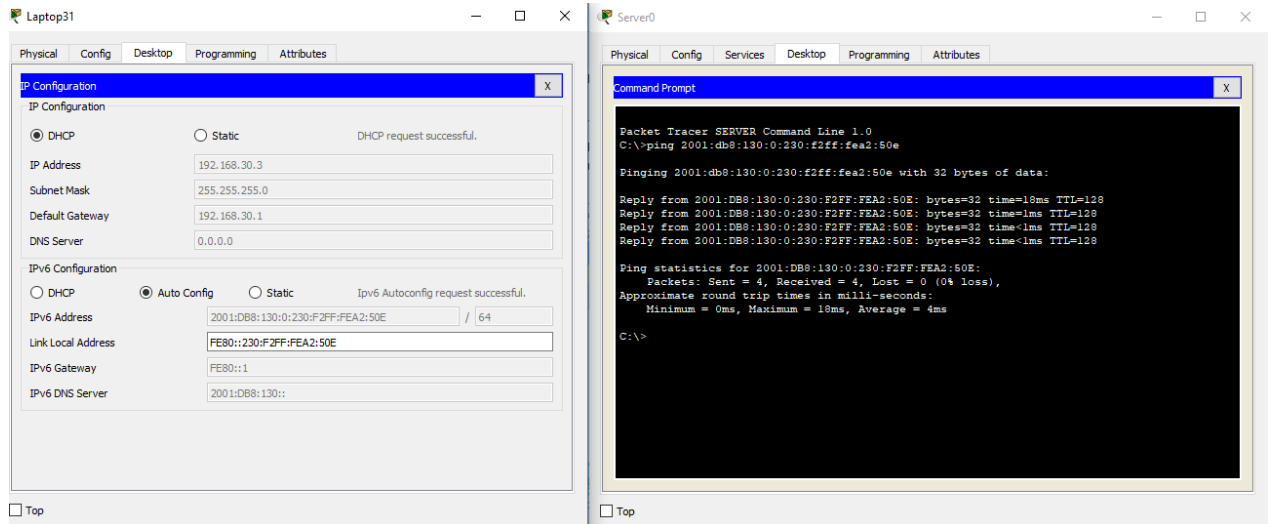 Laptop31
Physical Config Desktop Programming Attributes
IP Configuration X
IP Configuration
DHCP Static DHCP request successful.
IP Address 192.168.30.3
Subnet Mask 255.255.255.0
Default Gateway 192.168.30.1
DNS Server 0.0.0.0
IPv6 Configuration
DHCP Auto Config Static Ipv6 Autoconfig request successful.
IPv6 Address 2001:DB8:130:0:230:F2FF:FEA2:50E / 64
Link Local Address FE80::230:F2FF:FEA2:50E
IPv6 Gateway FE80::1
IPv6 DNS Server 2001:DB8:130::
Top
Server0
Physical Config Services Desktop Programming Attributes
Command Prompt X
Packet Tracer SERVER Command Line 1.0
C:\>ping 2001:db8:130:0:230:f2ff:fea2:50e
Pinging 2001:db8:130:0:230:f2ff:fea2:50e with 32 bytes of data:
Reply from 2001:DB8:130:0:230:F2FF:FEA2:50E: bytes=32 time=18ms TTL=128
Reply from 2001:DB8:130:0:230:F2FF:FEA2:50E: bytes=32 time=1ms TTL=128
Reply from 2001:DB8:130:0:230:F2FF:FEA2:50E: bytes=32 time<1ms TTL=128
Reply from 2001:DB8:130:0:230:F2FF:FEA2:50E: bytes=32 time<1ms TTL=128
Ping statistics for 2001:DB8:130:0:230:F2FF:FEA2:50E:
Packets: Sent = 4, Received = 4, Lost = 0 (0% loss),
Approximate round trip times in milli-seconds:
Minimum = 0ms, Maximum = 18ms, Average = 4ms
C:\>
Top